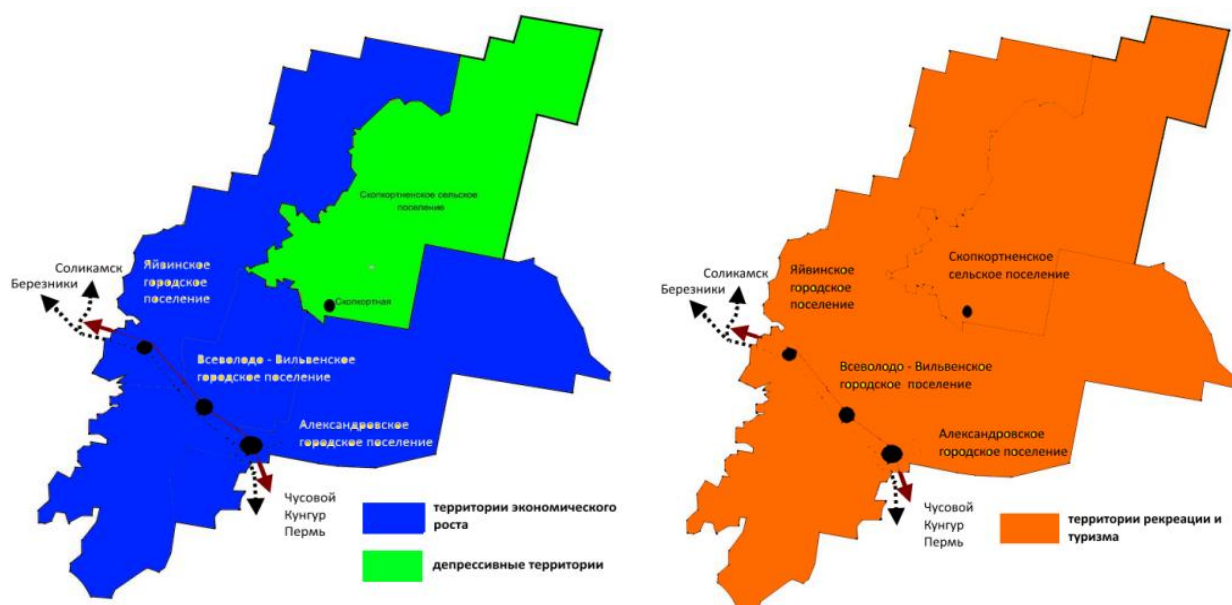 Скопкортненское сельское
поселение
Яйвинское
городское
поселение
Соликамск
Березники
Скопкортная
Всеволодо - Вильвенское
городское поселение
Александровское
городское поселение
Чусовой
Кунгур
Пермь
территории экономического
роста
депрессивные территории
Скопкортненское
сельское поселение
Яйвинское
городское
поселение
Соликамск
Березники
Всеволодо - Вильвенское
городское поселение
Александровское
городское поселение
Чусовой
Кунгур
Пермь
территории рекреации и
туризма